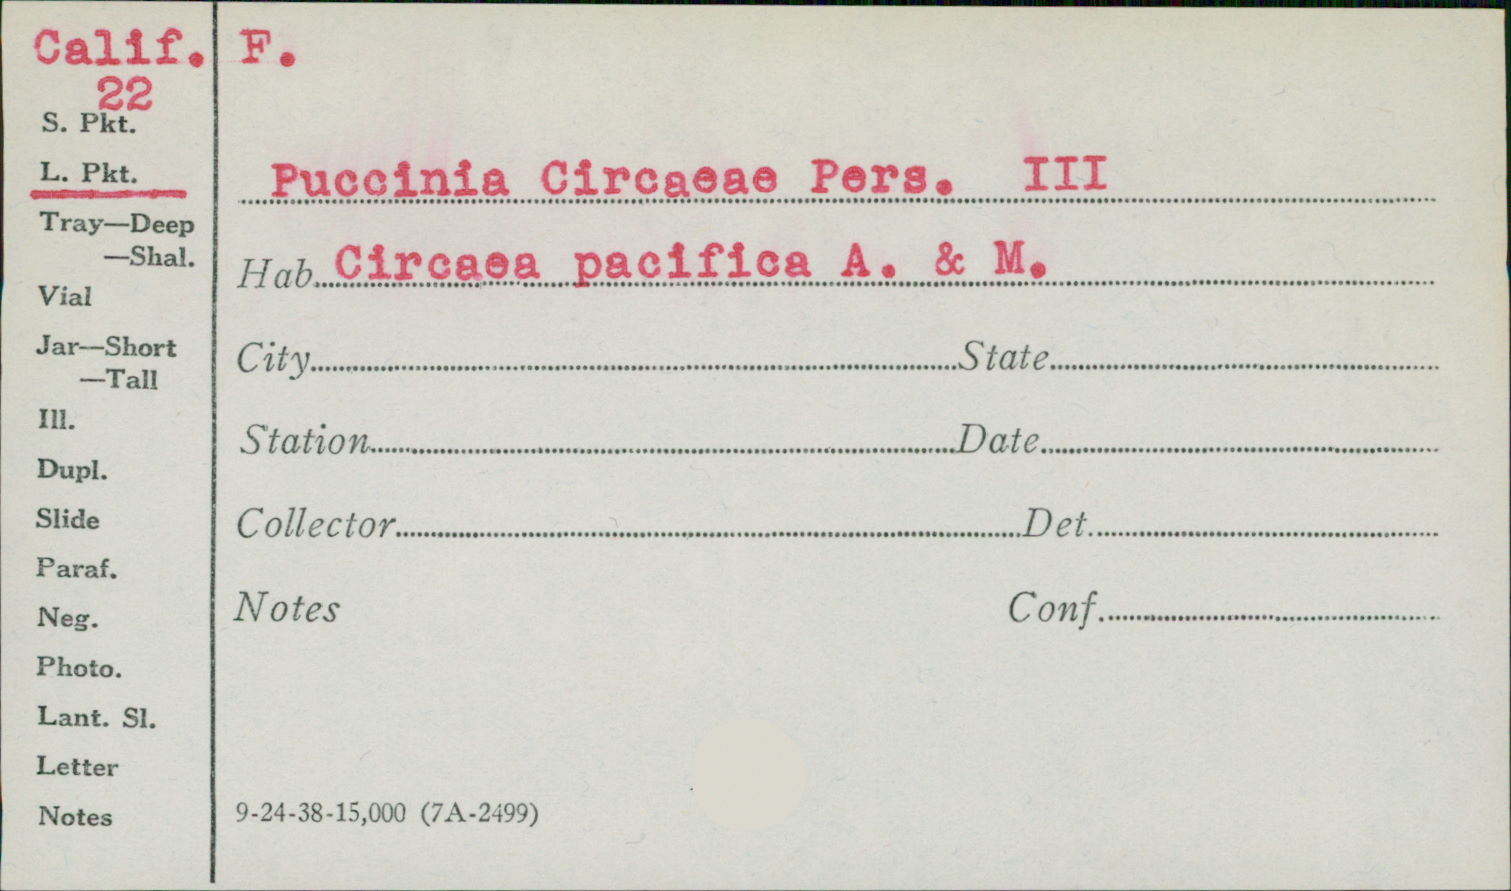 Calif. F.
22
S. Pkt.
L. Pkt.
Puccinia Circaeae Pers. III
Tray—Deep
—Shal.
Hab. Circaea pacifica A. & M.
Vial
Jar—Short
—Tall
City State
Ill.
Station Date
Dupl.
Slide
Collector Det.
Paraf.
Neg.
Notes Conf.
Photo.
Lant. Sl.
Letter
Notes
9-24-38-15,000 (7A-2499)